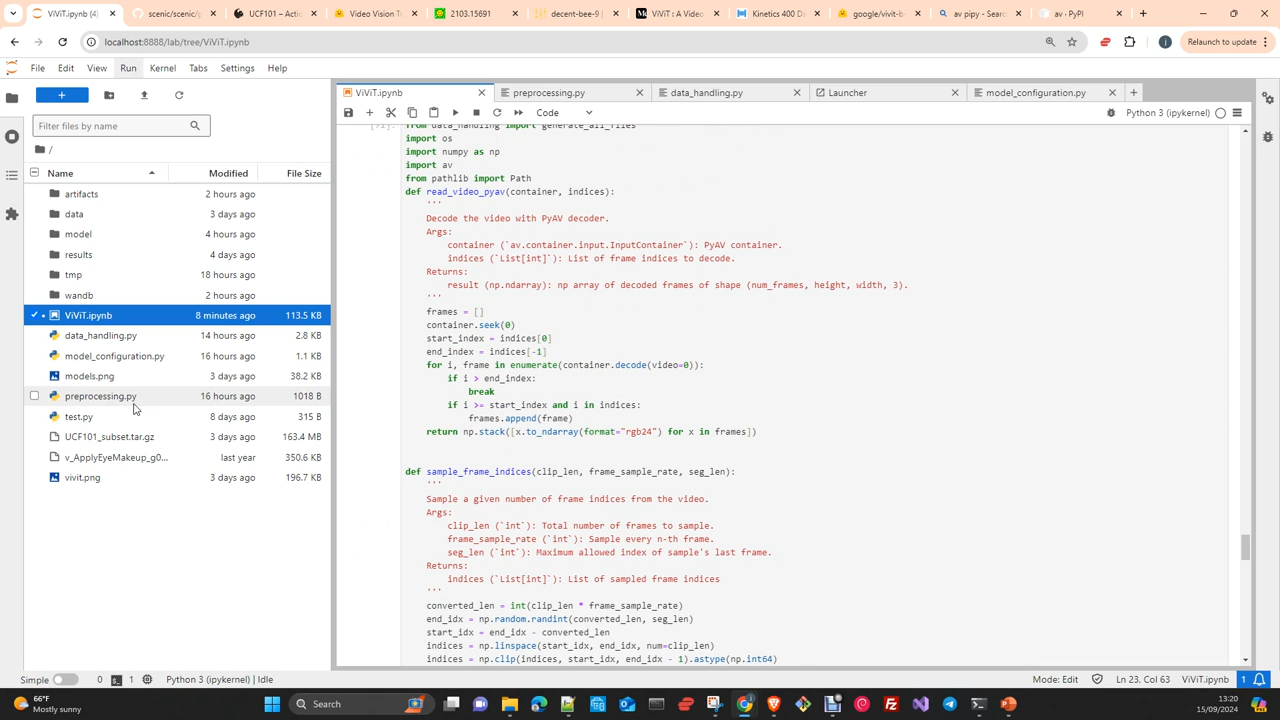 ViViT.ipynb (4)
scenic/scenic/p
UCF101 – Actio
Video Vision Tr
2103.15691
decent-bee-9
ViViT : A Video
Kinetics 400 Da
google/vivit-b
av pipy - Searc
av · PyPI
localhost:8888/lab/tree/ViViT.ipynb
Relaunch to update
File Edit View Run Kernel Tabs Settings Help
ViViT.ipynb
preprocessing.py
data_handling.py
Launcher
model_configuration.py
Code
Python 3 (ipykernel)
Filter files by name
/
Name Modified File Size
artifacts 2 hours ago
data 3 days ago
model 4 hours ago
results 4 days ago
tmp 18 hours ago
wandb 2 hours ago
ViViT.ipynb 8 minutes ago 113.5 KB
data_handling.py 14 hours ago 2.8 KB
model_configuration.py 16 hours ago 1.1 KB
models.png 3 days ago 38.2 KB
preprocessing.py 16 hours ago 1018 B
test.py 8 days ago 315 B
UCF101_subset.tar.gz 3 days ago 163.4 MB
v_ApplyEyeMakeup_g0... last year 350.6 KB
vivit.png 3 days ago 196.7 KB
from data_handling import generate_all_files
import os
import numpy as np
import av
from pathlib import Path
def read_video_pyav(container, indices):
'''
Decode the video with PyAV decoder.
Args:
container (`av.container.input.InputContainer`): PyAV container.
indices (`List[int]`): List of frame indices to decode.
Returns:
result (np.ndarray): np array of decoded frames of shape (num_frames, height, width, 3).
'''
frames = []
container.seek(0)
start_index = indices[0]
end_index = indices[-1]
for i, frame in enumerate(container.decode(video=0)):
if i > end_index:
break
if i >= start_index and i in indices:
frames.append(frame)
return np.stack([x.to_ndarray(format="rgb24") for x in frames])
def sample_frame_indices(clip_len, frame_sample_rate, seg_len):
'''
Sample a given number of frame indices from the video.
Args:
clip_len (`int`): Total number of frames to sample.
frame_sample_rate (`int`): Sample every n-th frame.
seg_len (`int`): Maximum allowed index of sample's last frame.
Returns:
indices (`List[int]`): List of sampled frame indices
'''
converted_len = int(clip_len * frame_sample_rate)
end_idx = np.random.randint(converted_len, seg_len)
start_idx = end_idx - converted_len
indices = np.linspace(start_idx, end_idx, num=clip_len)
indices = np.clip(indices, start_idx, end_idx - 1).astype(np.int64)
Simple 0 1 Python 3 (ipykernel) | Idle
Mode: Edit Ln 23, Col 63 ViViT.ipynb 1
66°F
Mostly sunny
Search
13:20
15/09/2024